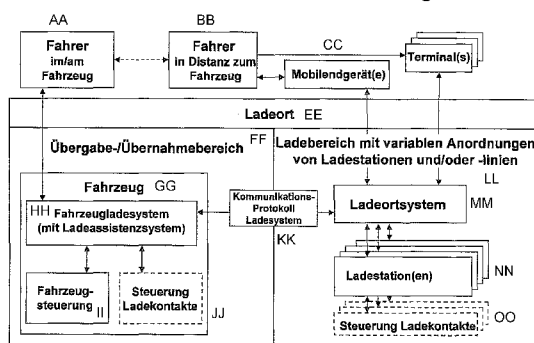 AA
BB
CC
Fahrer
im/am
Fahrzeug
Fahrer
in Distanz zum
Fahrzeug
Mobilendgerät(e)
Terminal(s)
Ladeort EE
Übergabe-/Übernahmebereich
FF
Ladebereich mit variablen Anordnungen
von Ladestationen und/oder -linien
LL
Fahrzeug GG
HH
Fahrzeugladesystem
(mit Ladeassistenzsystem)
Kommunikations-
Protokoll
Ladesystem
KK
Ladeortsystem
MM
Fahrzeug-
steuerung
II
Steuerung
Ladekontakte
JJ
Ladestation(en)
NN
Steuerung Ladekontakte
OO